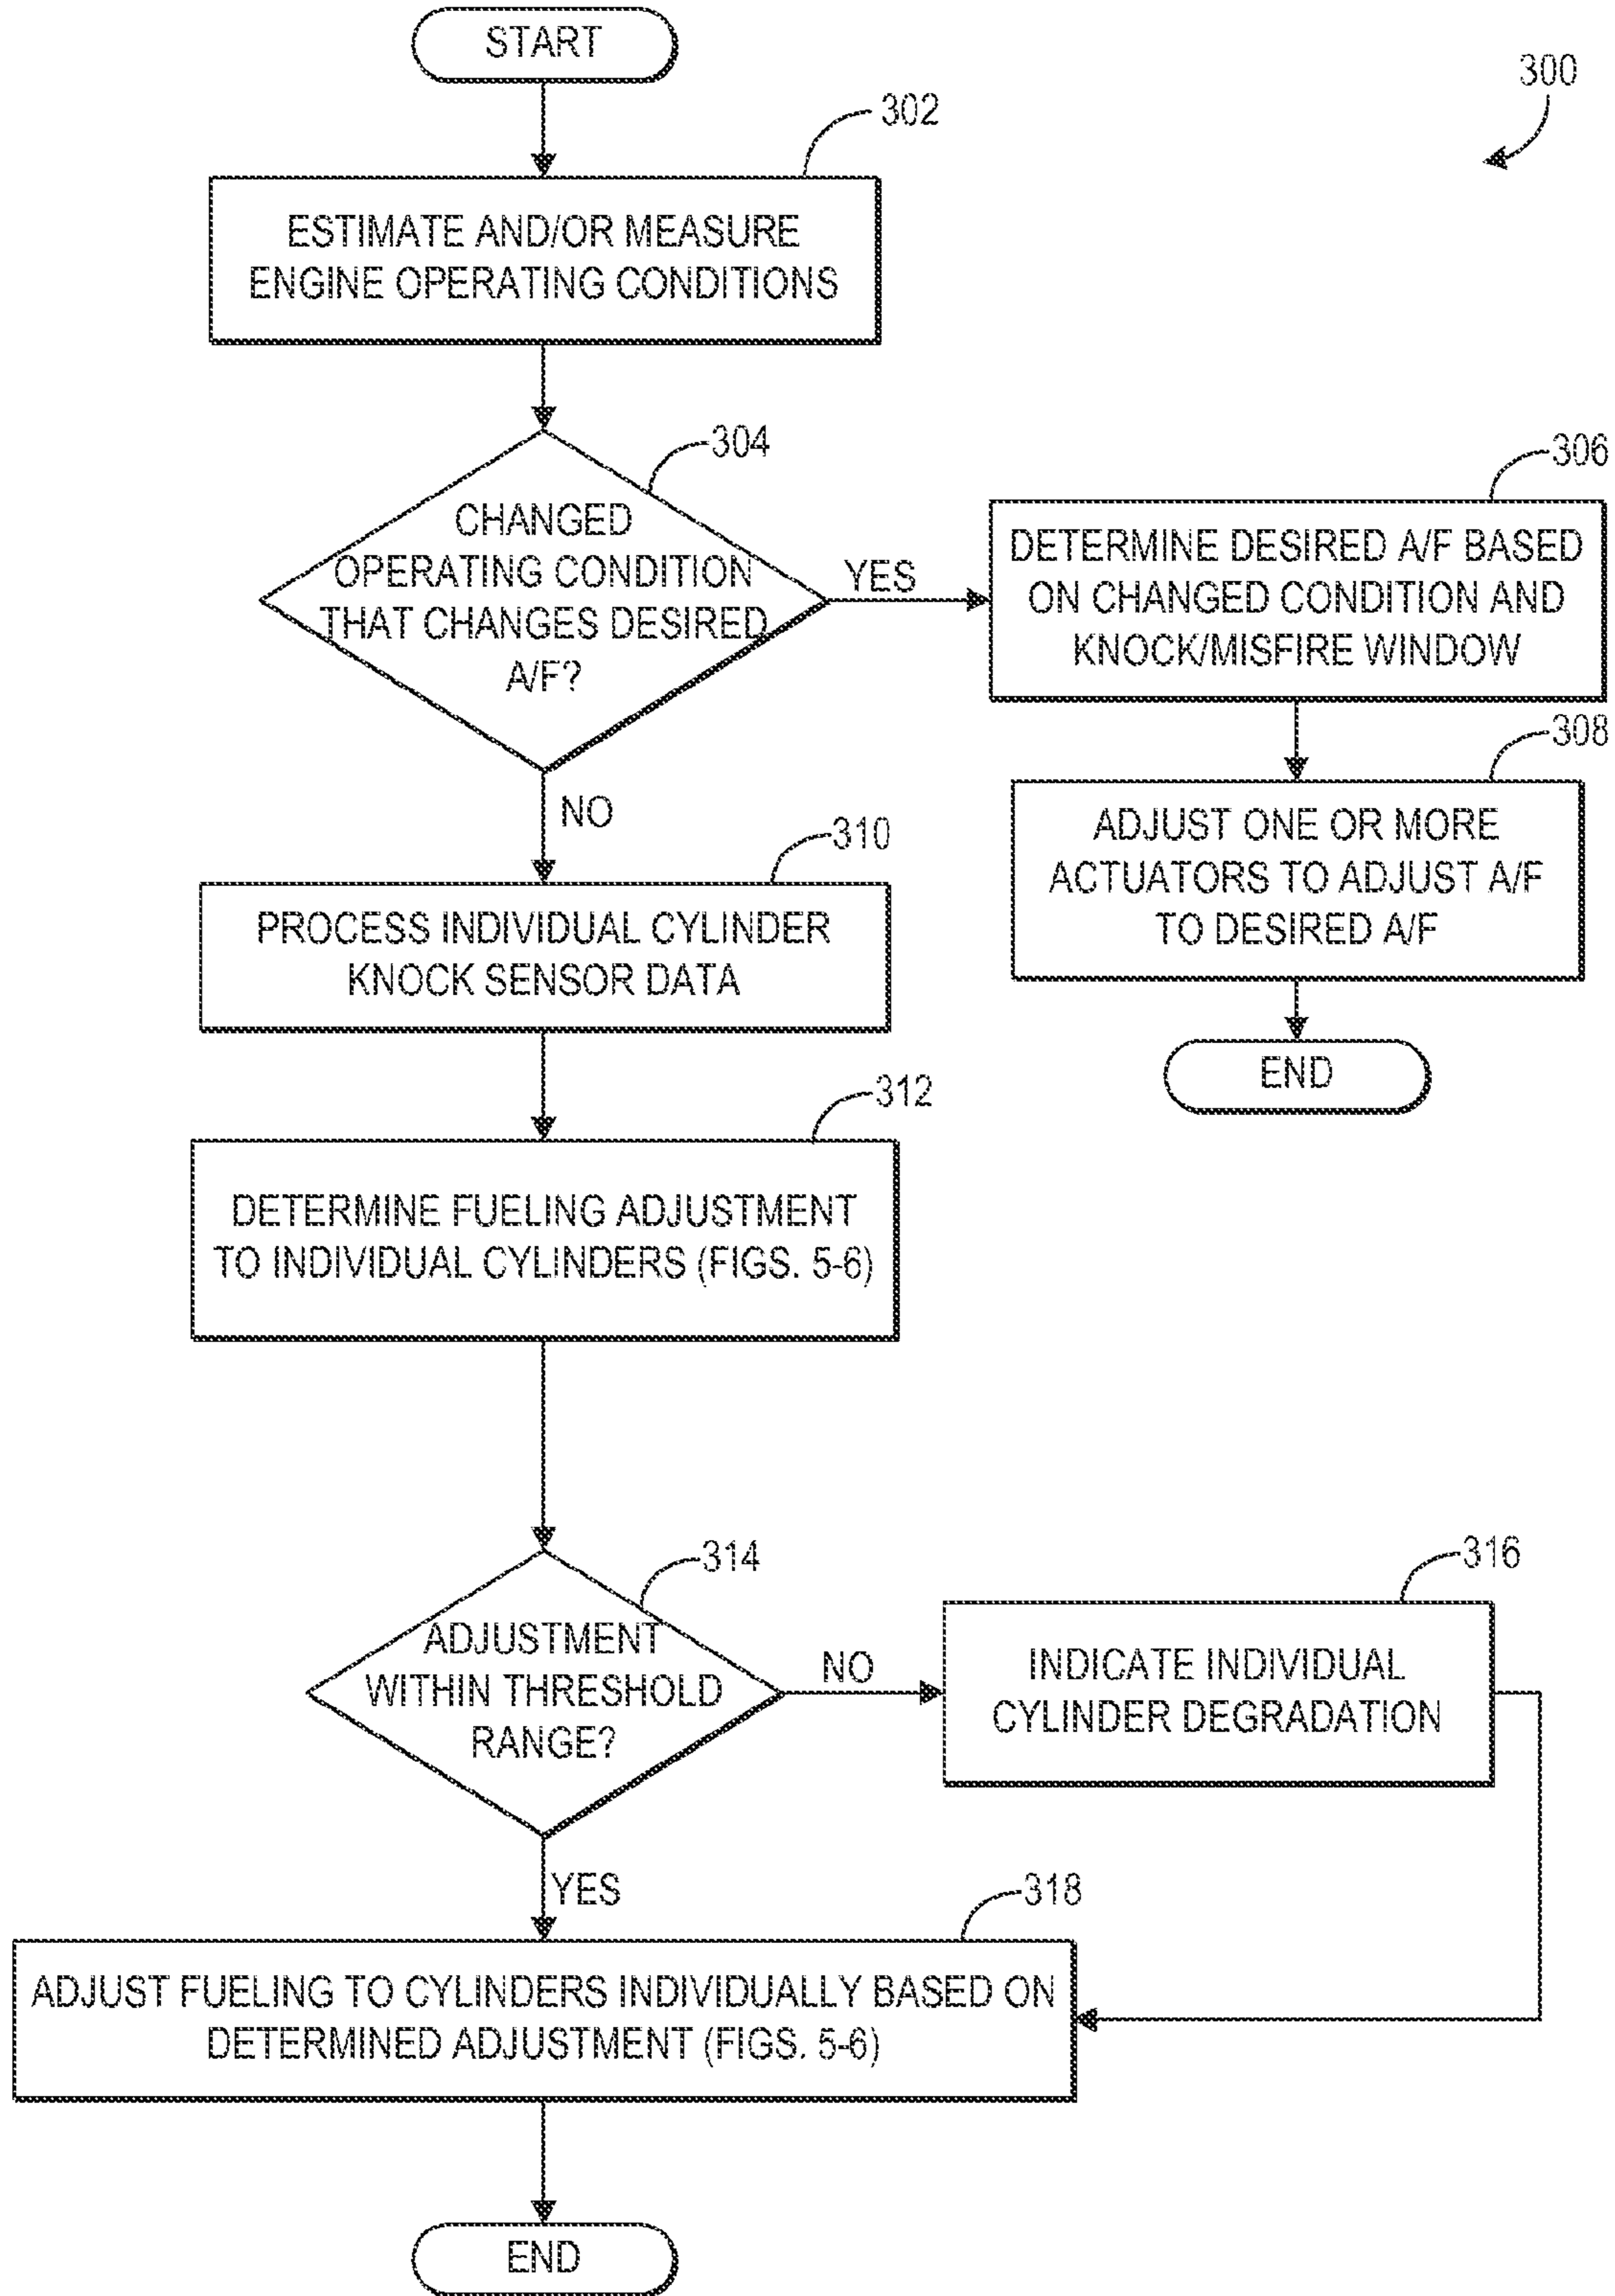 START
300
302
ESTIMATE AND/OR MEASURE
ENGINE OPERATING CONDITIONS
304
CHANGED
OPERATING CONDITION
THAT CHANGES DESIRED
A/F?
YES
306
DETERMINE DESIRED A/F BASED
ON CHANGED CONDITION AND
KNOCK/MISFIRE WINDOW
308
ADJUST ONE OR MORE
ACTUATORS TO ADJUST A/F
TO DESIRED A/F
END
NO
310
PROCESS INDIVIDUAL CYLINDER
KNOCK SENSOR DATA
312
DETERMINE FUELING ADJUSTMENT
TO INDIVIDUAL CYLINDERS (FIGS. 5-6)
314
ADJUSTMENT
WITHIN THRESHOLD
RANGE?
NO
316
INDICATE INDIVIDUAL
CYLINDER DEGRADATION
YES
318
ADJUST FUELING TO CYLINDERS INDIVIDUALLY BASED ON
DETERMINED ADJUSTMENT (FIGS. 5-6)
END